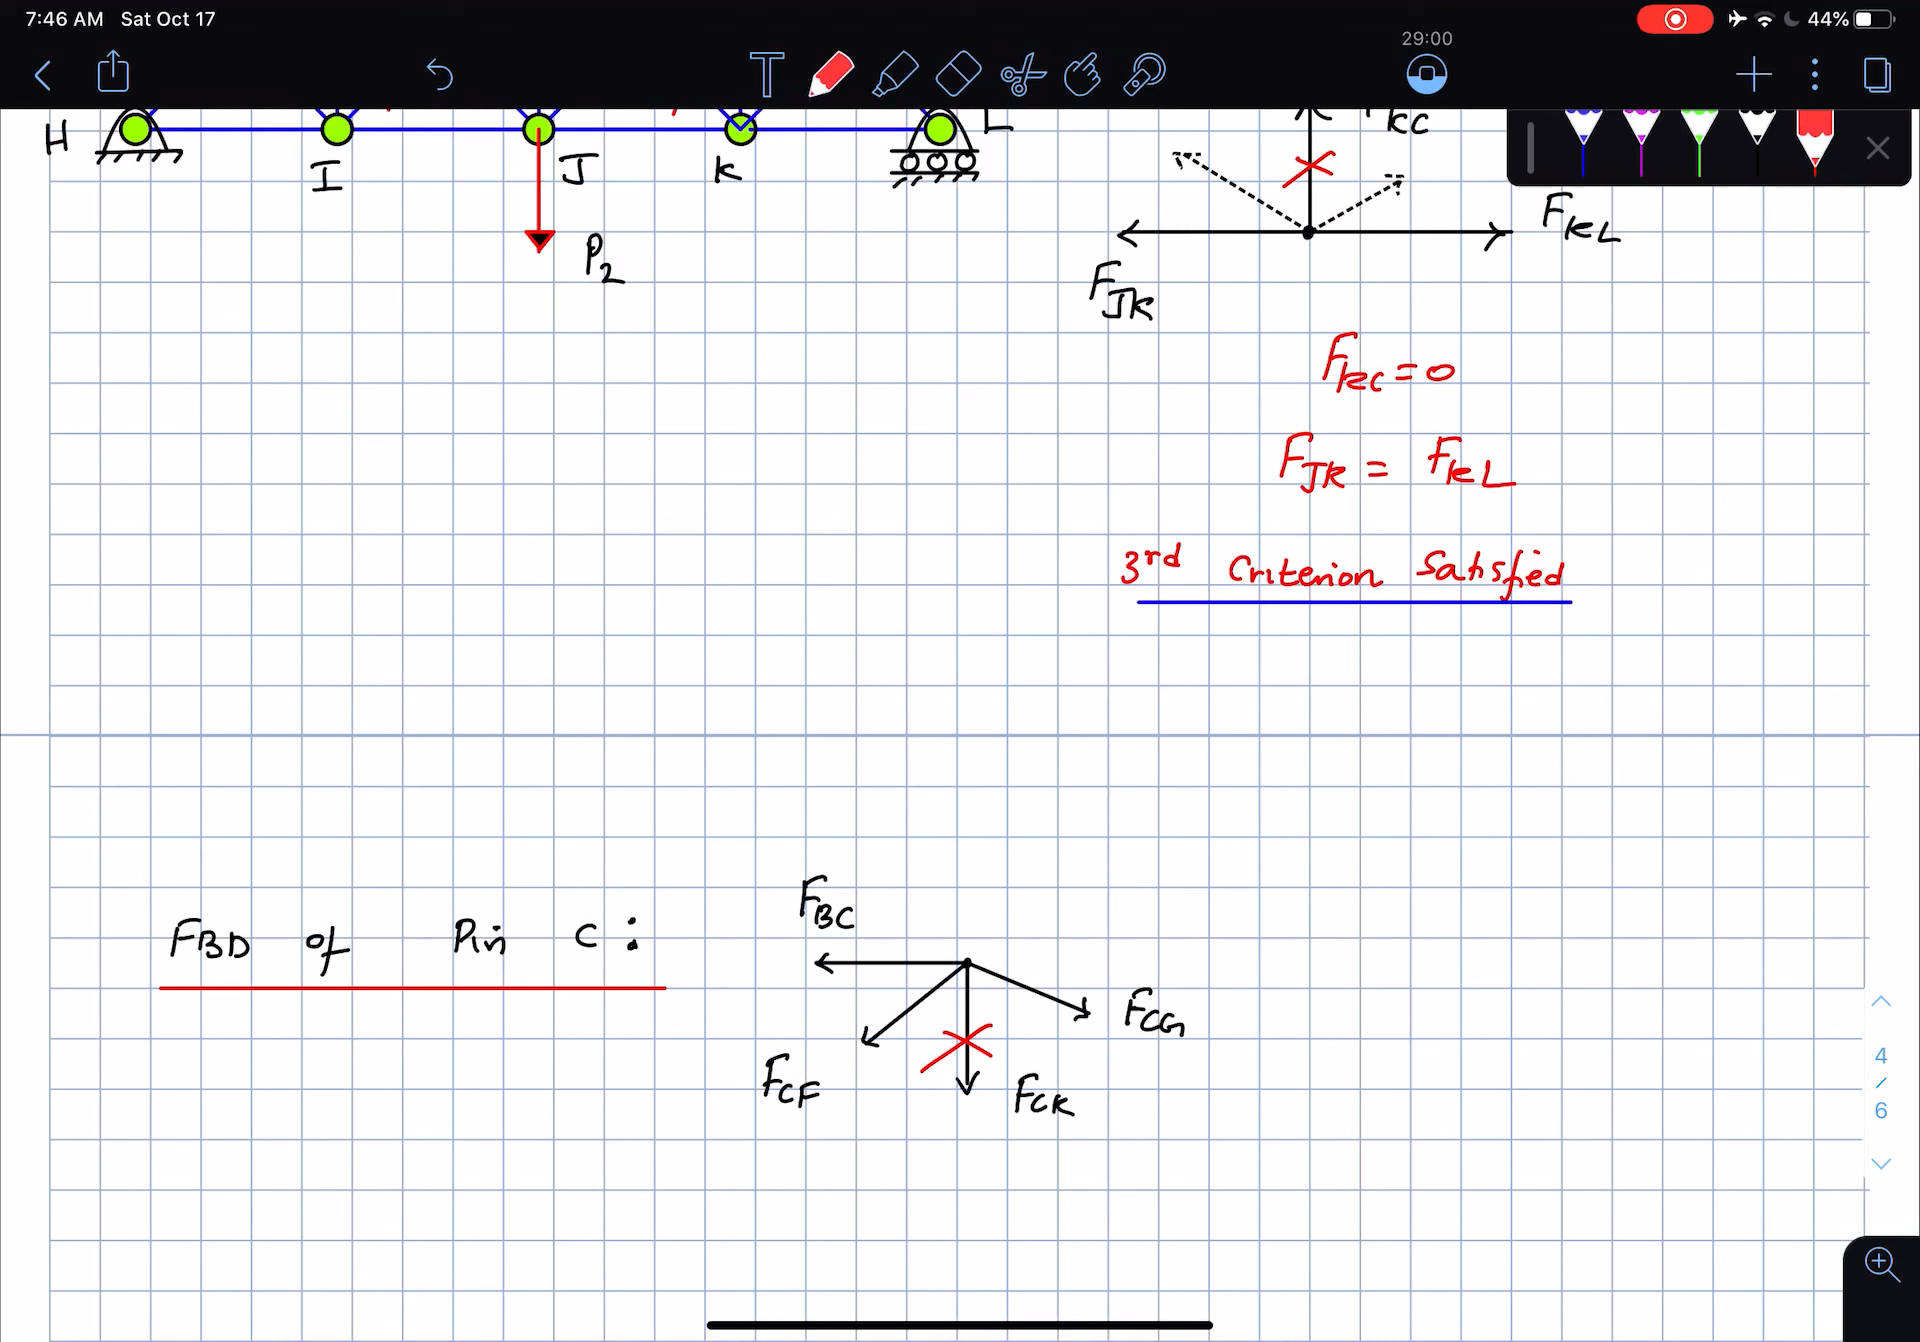 7:46 AM Sat Oct 17
44%
29:00
T
H
I
J
K
L
P2
KC
FKL
FJK
FKC = 0
FJK = FKL
3rd Criterion Satisfied
FBD of Pin C :
FBC
FCG
FCF
FCK
4
/
6